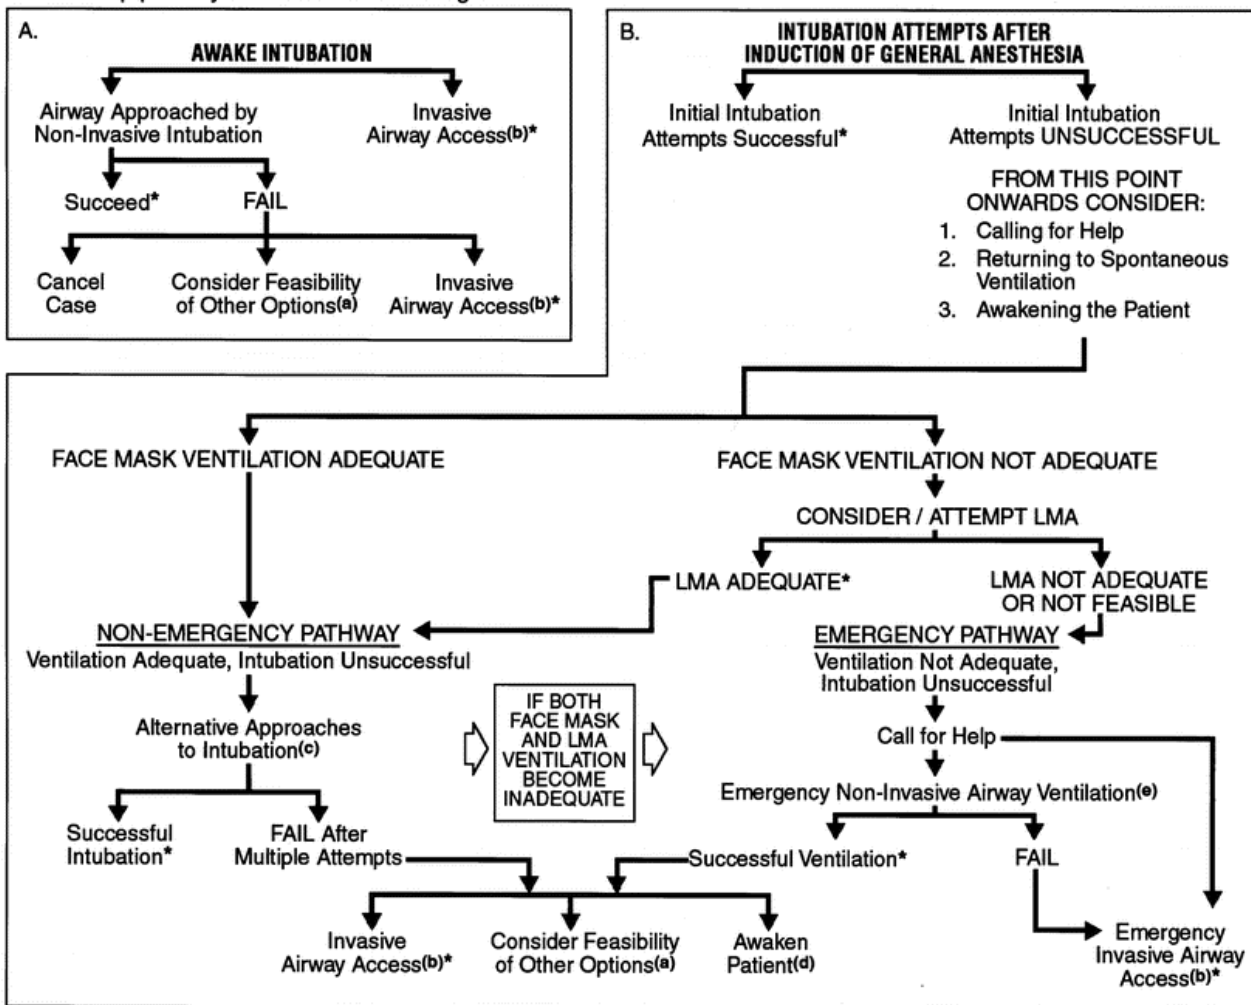 A.
AWAKE INTUBATION
Airway Approached by
Non-Invasive Intubation
Invasive
Airway Access(b)*
Succeed*
FAIL
Cancel
Case
Consider Feasibility
of Other Options(a)
Invasive
Airway Access(b)*
B.
INTUBATION ATTEMPTS AFTER
INDUCTION OF GENERAL ANESTHESIA
Initial Intubation
Attempts Successful*
Initial Intubation
Attempts UNSUCCESSFUL
FROM THIS POINT
ONWARDS CONSIDER:
1. Calling for Help
2. Returning to Spontaneous
Ventilation
3. Awakening the Patient
FACE MASK VENTILATION ADEQUATE
FACE MASK VENTILATION NOT ADEQUATE
CONSIDER / ATTEMPT LMA
LMA ADEQUATE*
LMA NOT ADEQUATE
OR NOT FEASIBLE
NON-EMERGENCY PATHWAY
Ventilation Adequate, Intubation Unsuccessful
EMERGENCY PATHWAY
Ventilation Not Adequate,
Intubation Unsuccessful
Alternative Approaches
to Intubation(c)
IF BOTH
FACE MASK
AND LMA
VENTILATION
BECOME
INADEQUATE
Call for Help
Emergency Non-Invasive Airway Ventilation(e)
Successful
Intubation*
FAIL After
Multiple Attempts
Successful Ventilation*
FAIL
Invasive
Airway Access(b)*
Consider Feasibility
of Other Options(a)
Awaken
Patient(d)
Emergency
Invasive Airway
Access(b)*